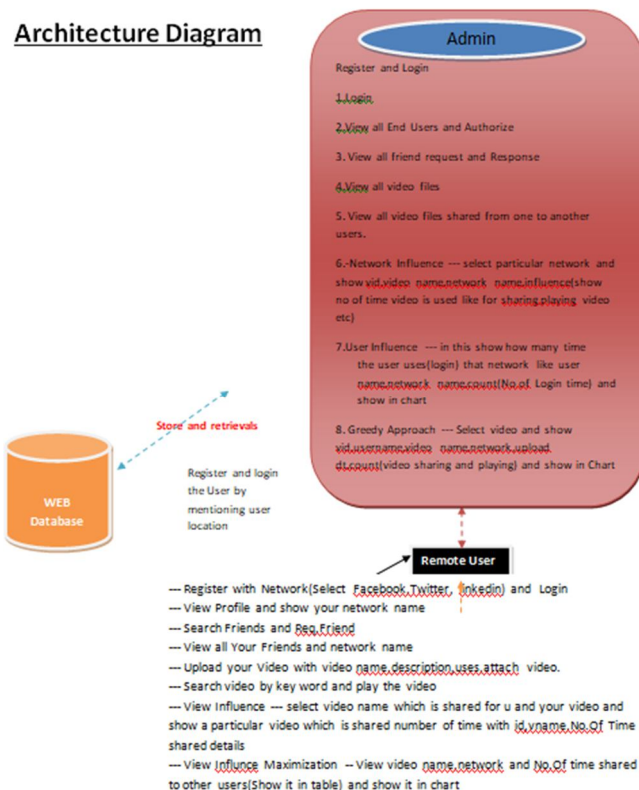 Architecture Diagram
Admin
Register and Login
1.Login
2.View all End Users and Authorize
3. View all friend request and Response
4.View all video files
5. View all video files shared from one to another
users.
6.-Network Influence --- select particular network and
show vid,video name,network name,influence(show
no of time video is used like for sharing,playing video
etc)
7.User Influence --- in this show how many time
the user uses(login) that network like user
name,network name,count(No.of Login time) and
show in chart
8. Greedy Approach --- Select video and show
vid,username,video name,network,upload
dt,count(video sharing and playing) and show in Chart
Store and retrievals
WEB
Database
Register and login
the User by
mentioning user
location
Remote User
--- Register with Network(Select Facebook,Twitter, linkedin) and Login
--- View Profile and show your network name
--- Search Friends and Req,Friend
--- View all Your Friends and network name
--- Upload your Video with video name,description,uses,attach video.
--- Search video by key word and play the video
--- View Influence --- select video name which is shared for u and your video and
show a particular video which is shared number of time with id,vname,No.Of Time
shared details
--- View Influnce Maximization -- View video name,network and No.Of time shared
to other users(Show it in table) and show it in chart